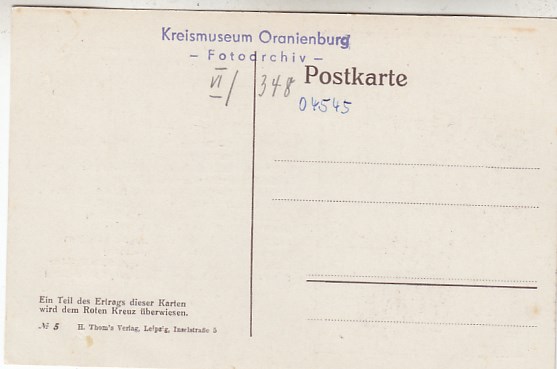 Kreismuseum Oranienburg
- Fotoarchiv -
VI / 348
Postkarte
04545
Ein Teil des Ertrags dieser Karten
wird dem Roten Kreuz überwiesen.
№ 5 H. Thom's Verlag, Leipzig, Inselstraße 5